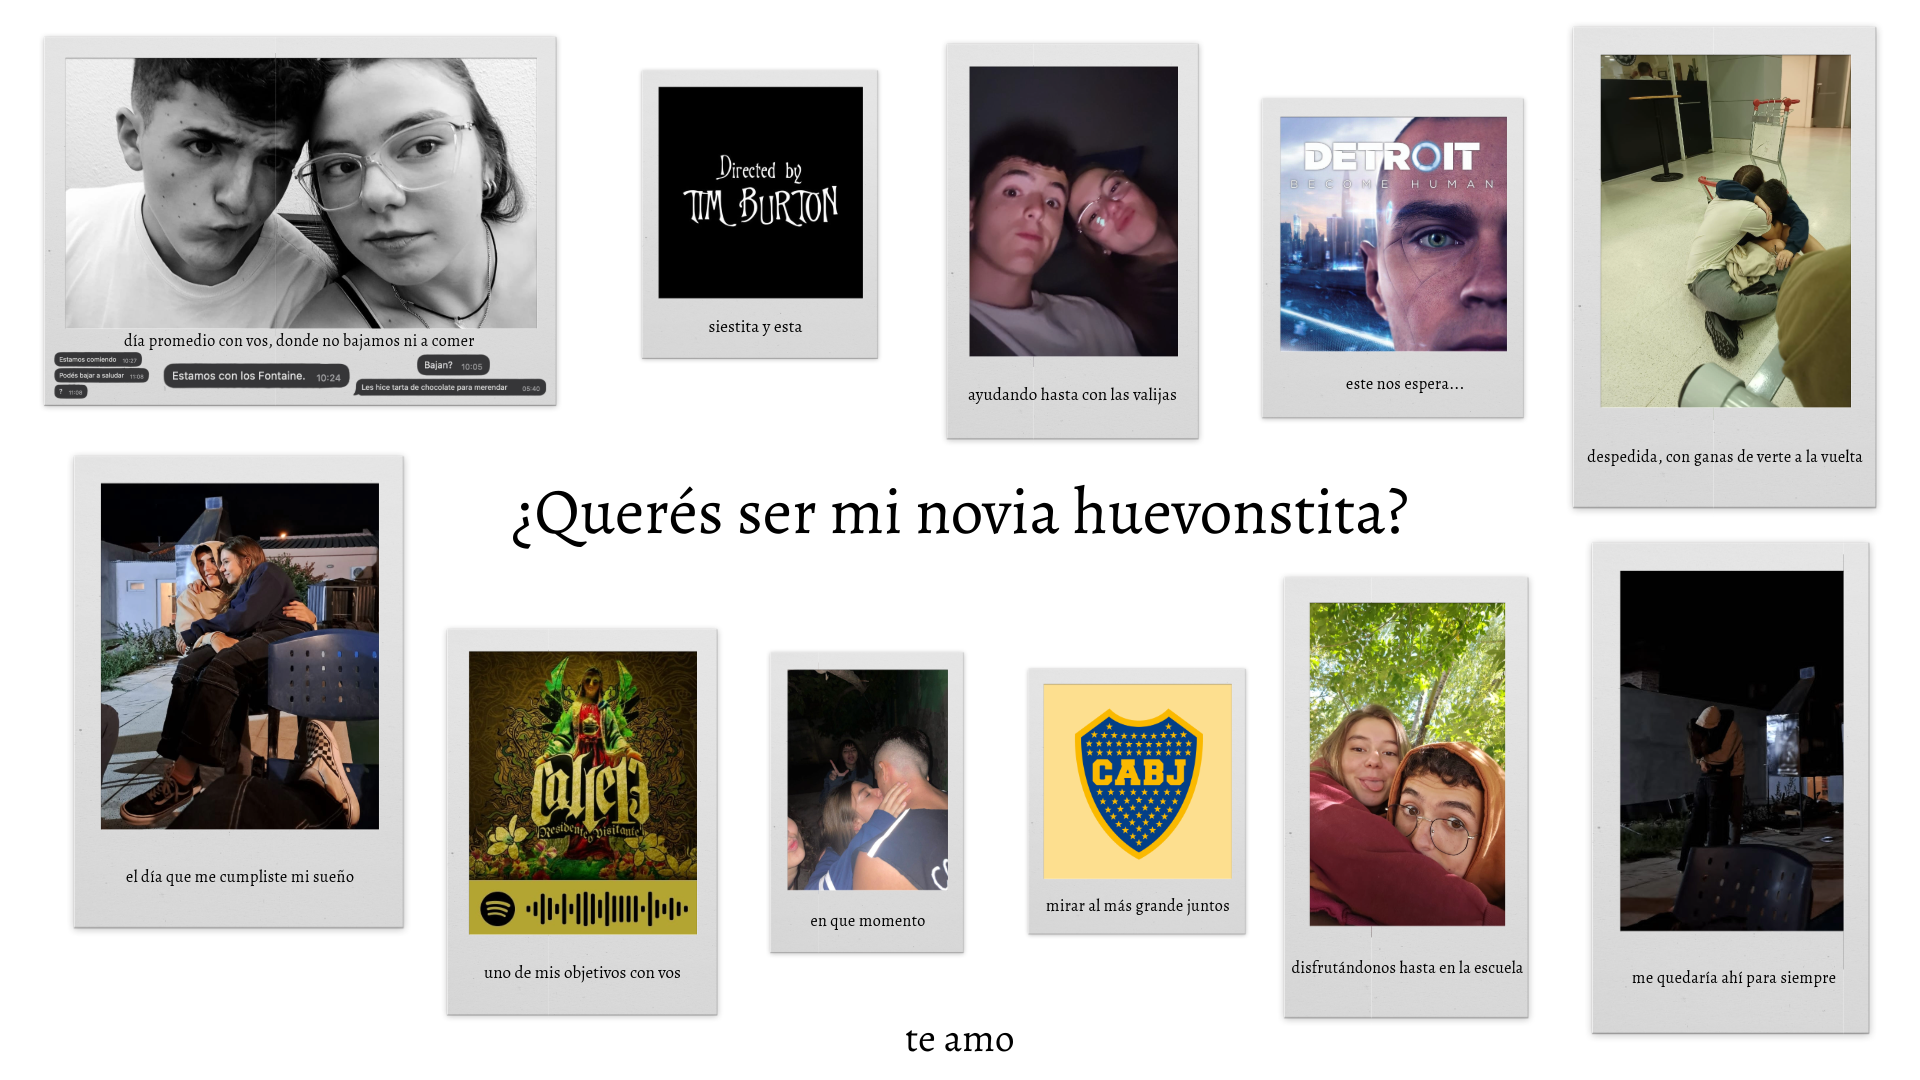 día promedio con vos, donde no bajamos ni a comer
Estamos comiendo 10:27
Podés bajar a saludar 11:06
? 11:08
Estamos con los Fontaine. 10:24
Bajan? 10:05
Les hice tarta de chocolate para merendar 05:40
Directed by
TIM BURTON
siestita y esta
ayudando hasta con las valijas
DETROIT
BECOME HUMAN
este nos espera...
despedida, con ganas de verte a la vuelta
¿Querés ser mi novia huevonstita?
el día que me cumpliste mi sueño
Calle13
Residente o Visitante
uno de mis objetivos con vos
en que momento
CABJ
mirar al más grande juntos
disfrutándonos hasta en la escuela
me quedaría ahí para siempre
te amo